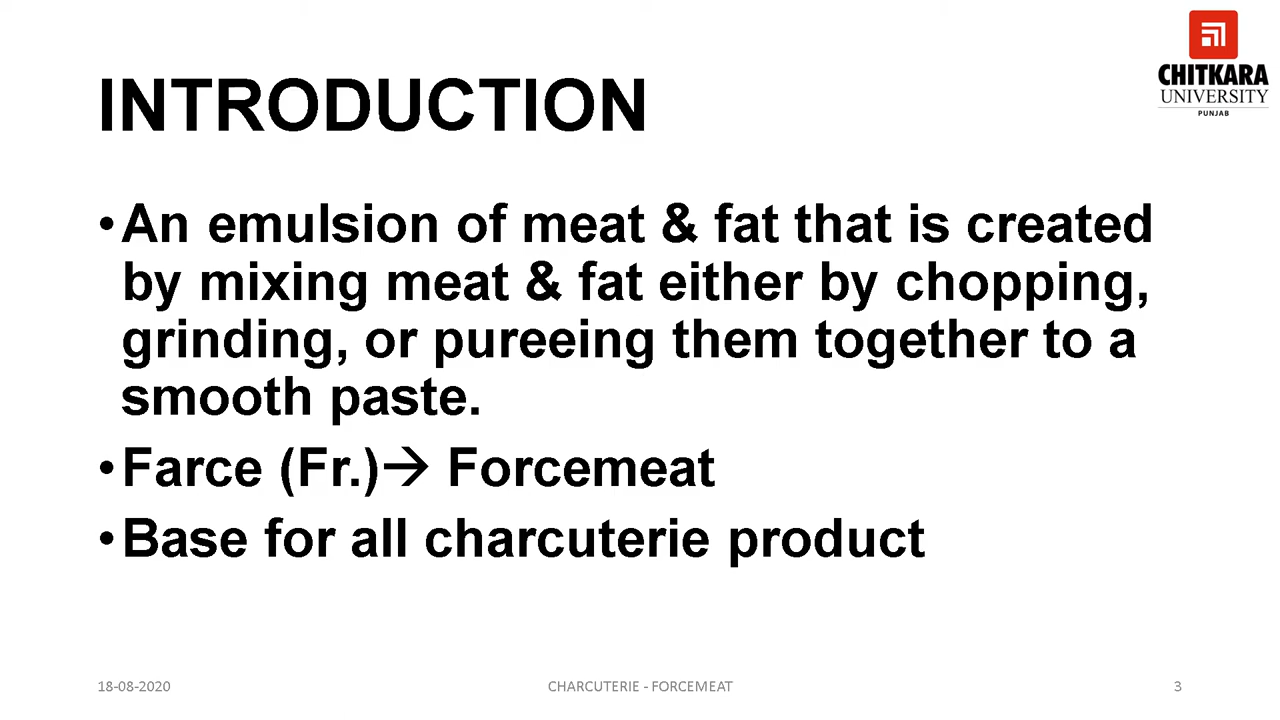 CHITKARA
UNIVERSITY
PUNJAB
INTRODUCTION
•An emulsion of meat & fat that is created
by mixing meat & fat either by chopping,
grinding, or pureeing them together to a
smooth paste.
•Farce (Fr.)→ Forcemeat
•Base for all charcuterie product
18-08-2020
CHARCUTERIE - FORCEMEAT
3